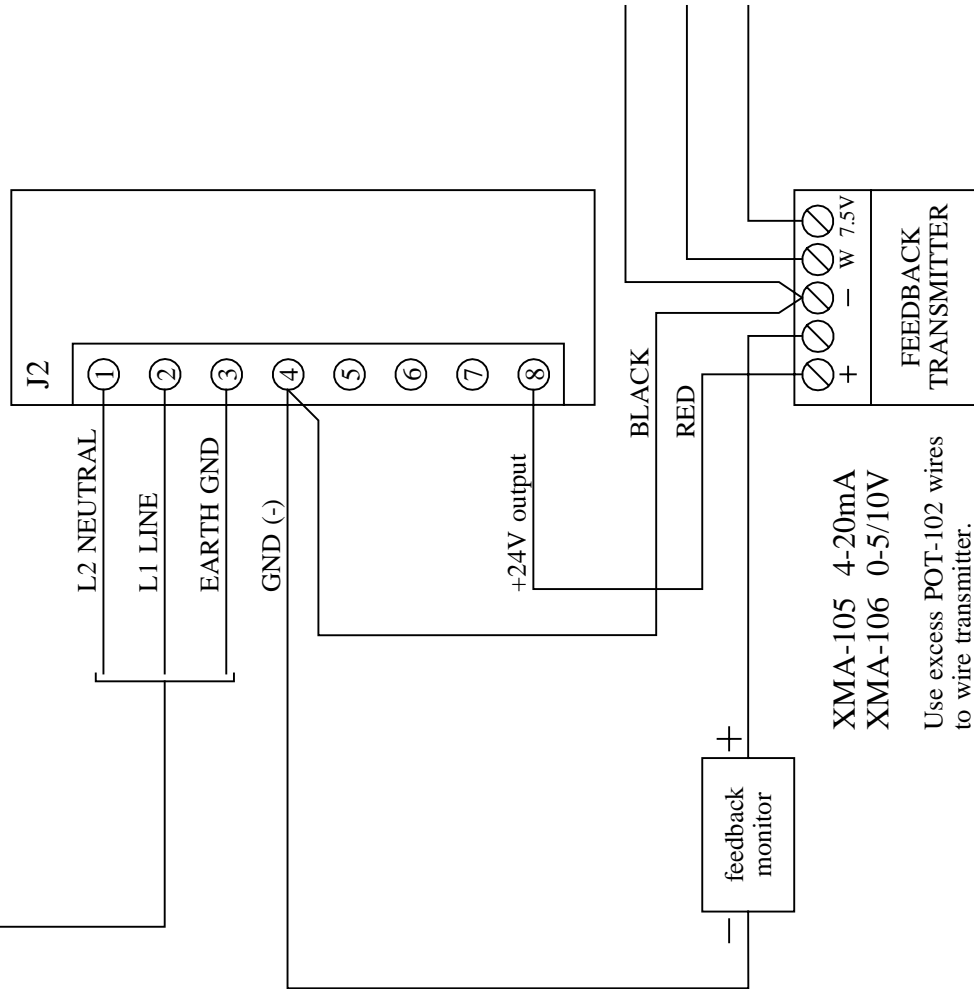 J2
1
2
3
4
5
6
7
8
L2 NEUTRAL
L1 LINE
EARTH GND
GND (-)
+24V output
BLACK
RED
+
−
W
7.5V
FEEDBACK
TRANSMITTER
−
+
feedback
monitor
XMA-105 4-20mA
XMA-106 0-5/10V
Use excess POT-102 wires
to wire transmitter.